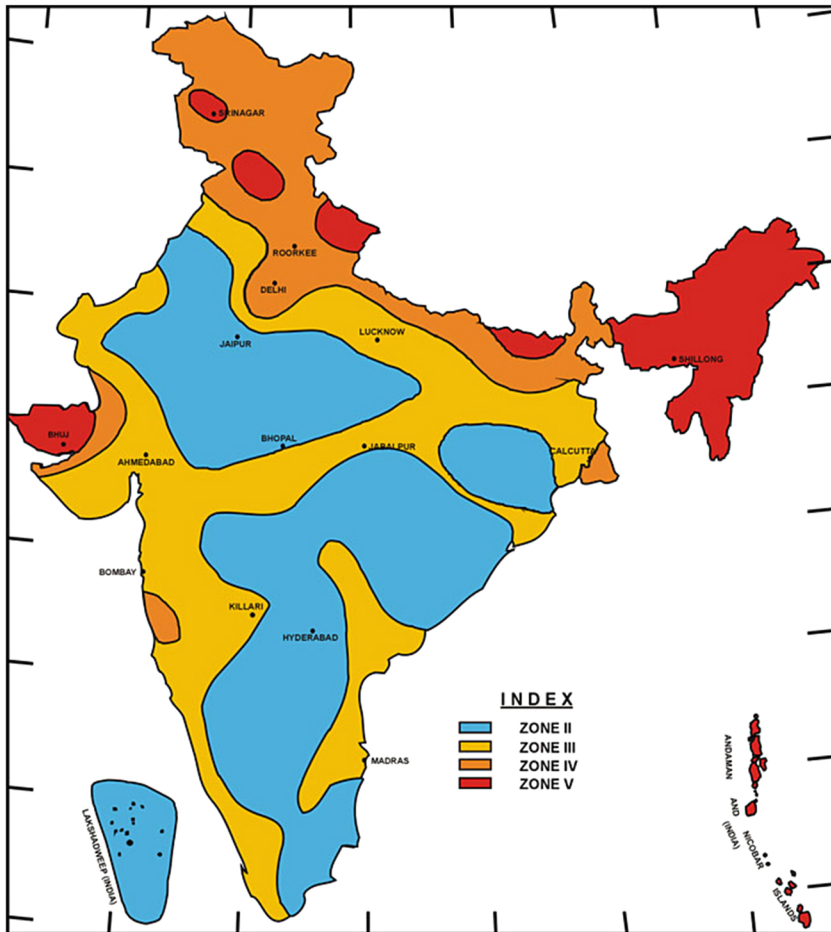 SRINAGAR
ROORKEE
DELHI
LUCKNOW
JAIPUR
SHILLONG
BHUJ
BHOPAL
JABALPUR
CALCUTTA
AHMEDABAD
BOMBAY
KILLARI
HYDERABAD
INDEX
ZONE II
ZONE III
ZONE IV
ZONE V
MADRAS
LAKSHADWEEP (INDIA)
ANDAMAN
AND
(INDIA)
NICOBAR
ISLANDS